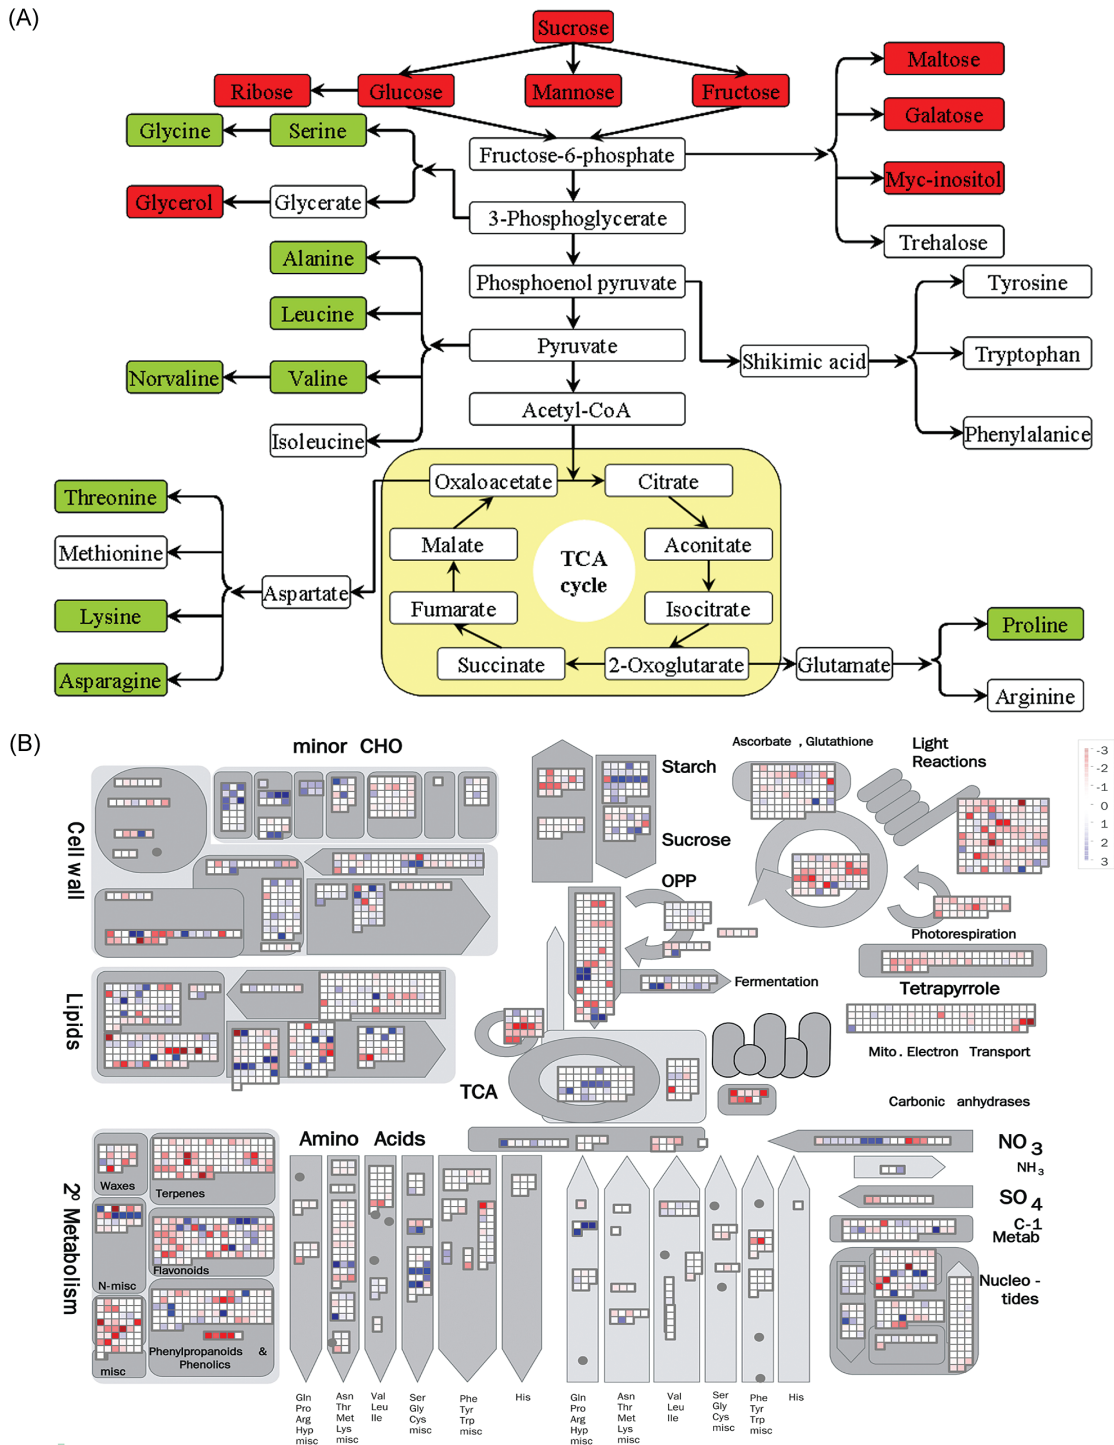 (A)
Sucrose
Ribose
Glucose
Mannose
Fructose
Maltose
Galatose
Myc-inositol
Trehalose
Glycine
Serine
Fructose-6-phosphate
Glycerol
Glycerate
3-Phosphoglycerate
Alanine
Leucine
Phosphoenol pyruvate
Tyrosine
Norvaline
Valine
Pyruvate
Shikimic acid
Tryptophan
Isoleucine
Acetyl-CoA
Phenylalanice
Threonine
Oxaloacetate
Citrate
Methionine
Malate
TCA
cycle
Aconitate
Lysine
Aspartate
Fumarate
Isocitrate
Proline
Asparagine
Succinate
2-Oxoglutarate
Glutamate
Arginine
(B)
minor CHO
Starch
Sucrose
Ascorbate , Glutathione
Light
Reactions
-3
-2
-1
0
1
2
3
Cell wall
OPP
Photorespiration
Fermentation
Tetrapyrrole
Lipids
Mito . Electron Transport
TCA
Carbonic anhydrases
Amino Acids
NO3
NH3
SO4
C-1
Metab
Nucleo -
tides
2º Metabolism
Waxes
Terpenes
N-misc
Flavonoids
misc
Phenylpropanoids &
Phenolics
Gln
Pro
Arg
Hyp
misc
Asn
Thr
Met
Lys
misc
Val
Leu
Ile
Ser
Gly
Cys
misc
Phe
Tyr
Trp
misc
His
Gln
Pro
Arg
Hyp
misc
Asn
Thr
Met
Lys
misc
Val
Leu
Ile
Ser
Gly
Cys
misc
Phe
Tyr
Trp
misc
His